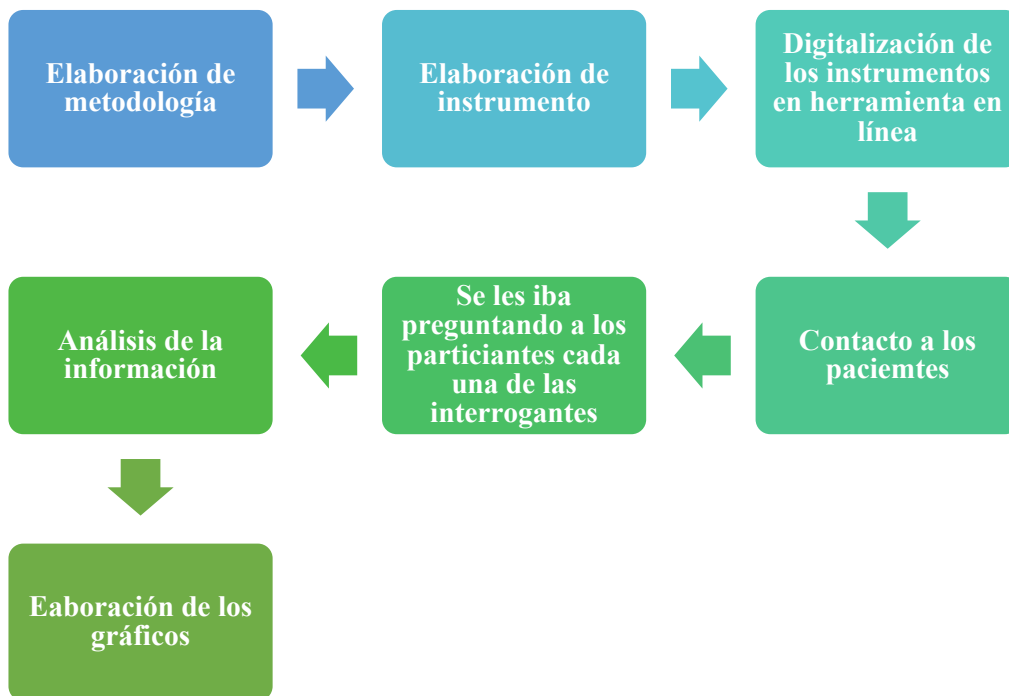 Elaboración de
metodología
Elaboración de
instrumento
Digitalización de
los instrumentos
en herramienta en
línea
Contacto a los
paciemtes
Se les iba
preguntando a los
particiantes cada
una de las
interrogantes
Análisis de la
información
Eaboración de los
gráficos